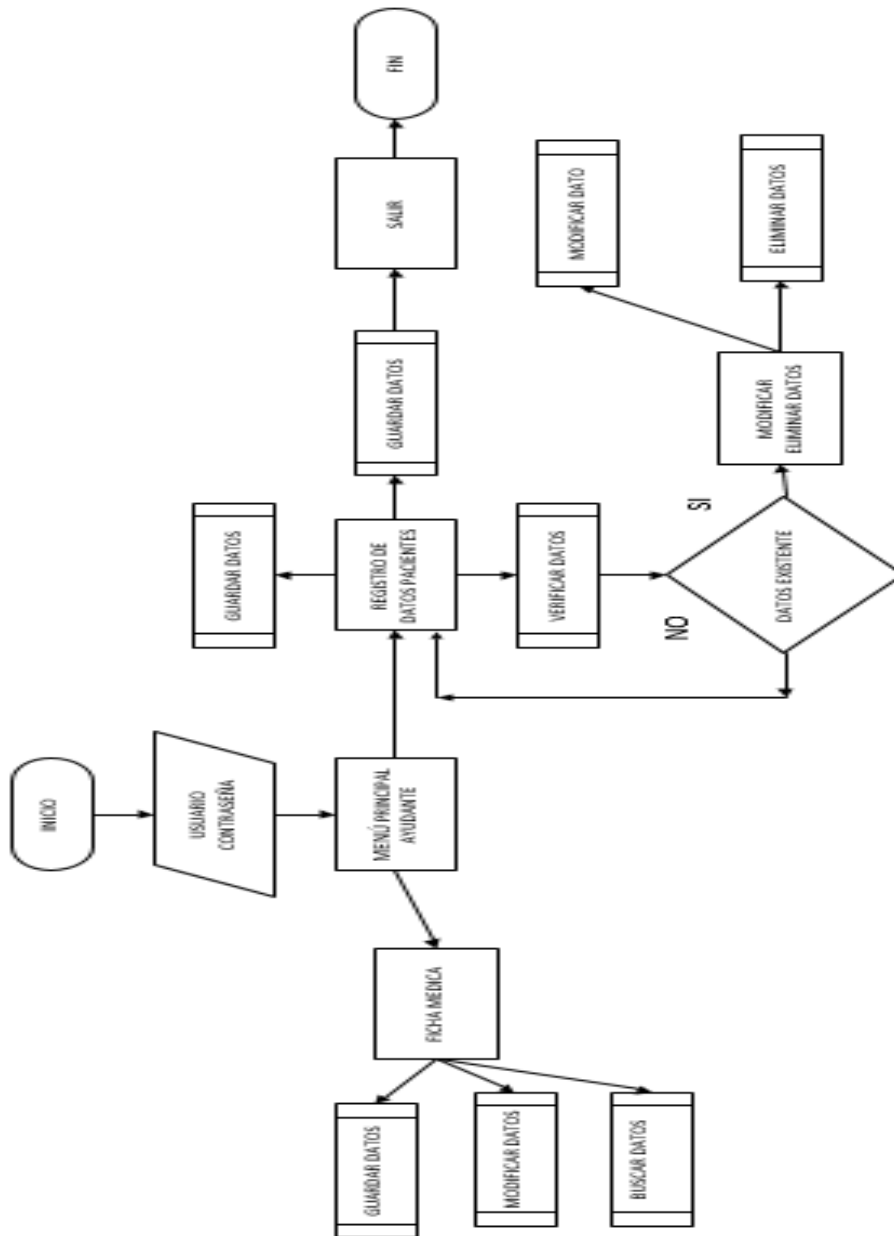 INICIO
USUARIO
CONTRASEÑA
MENÚ PRINCIPAL
AYUDANTE
FICHA MEDICA
GUARDAR DATOS
MODIFICAR DATOS
BUSCAR DATOS
REGISTRO DE
DATOS PACIENTES
GUARDAR DATOS
GUARDAR DATOS
SALIR
FIN
VERIFICAR DATOS
DATOS EXISTENTE
NO
SI
MODIFICAR
ELIMINAR DATOS
MODIFICAR DATO
ELIMINAR DATOS